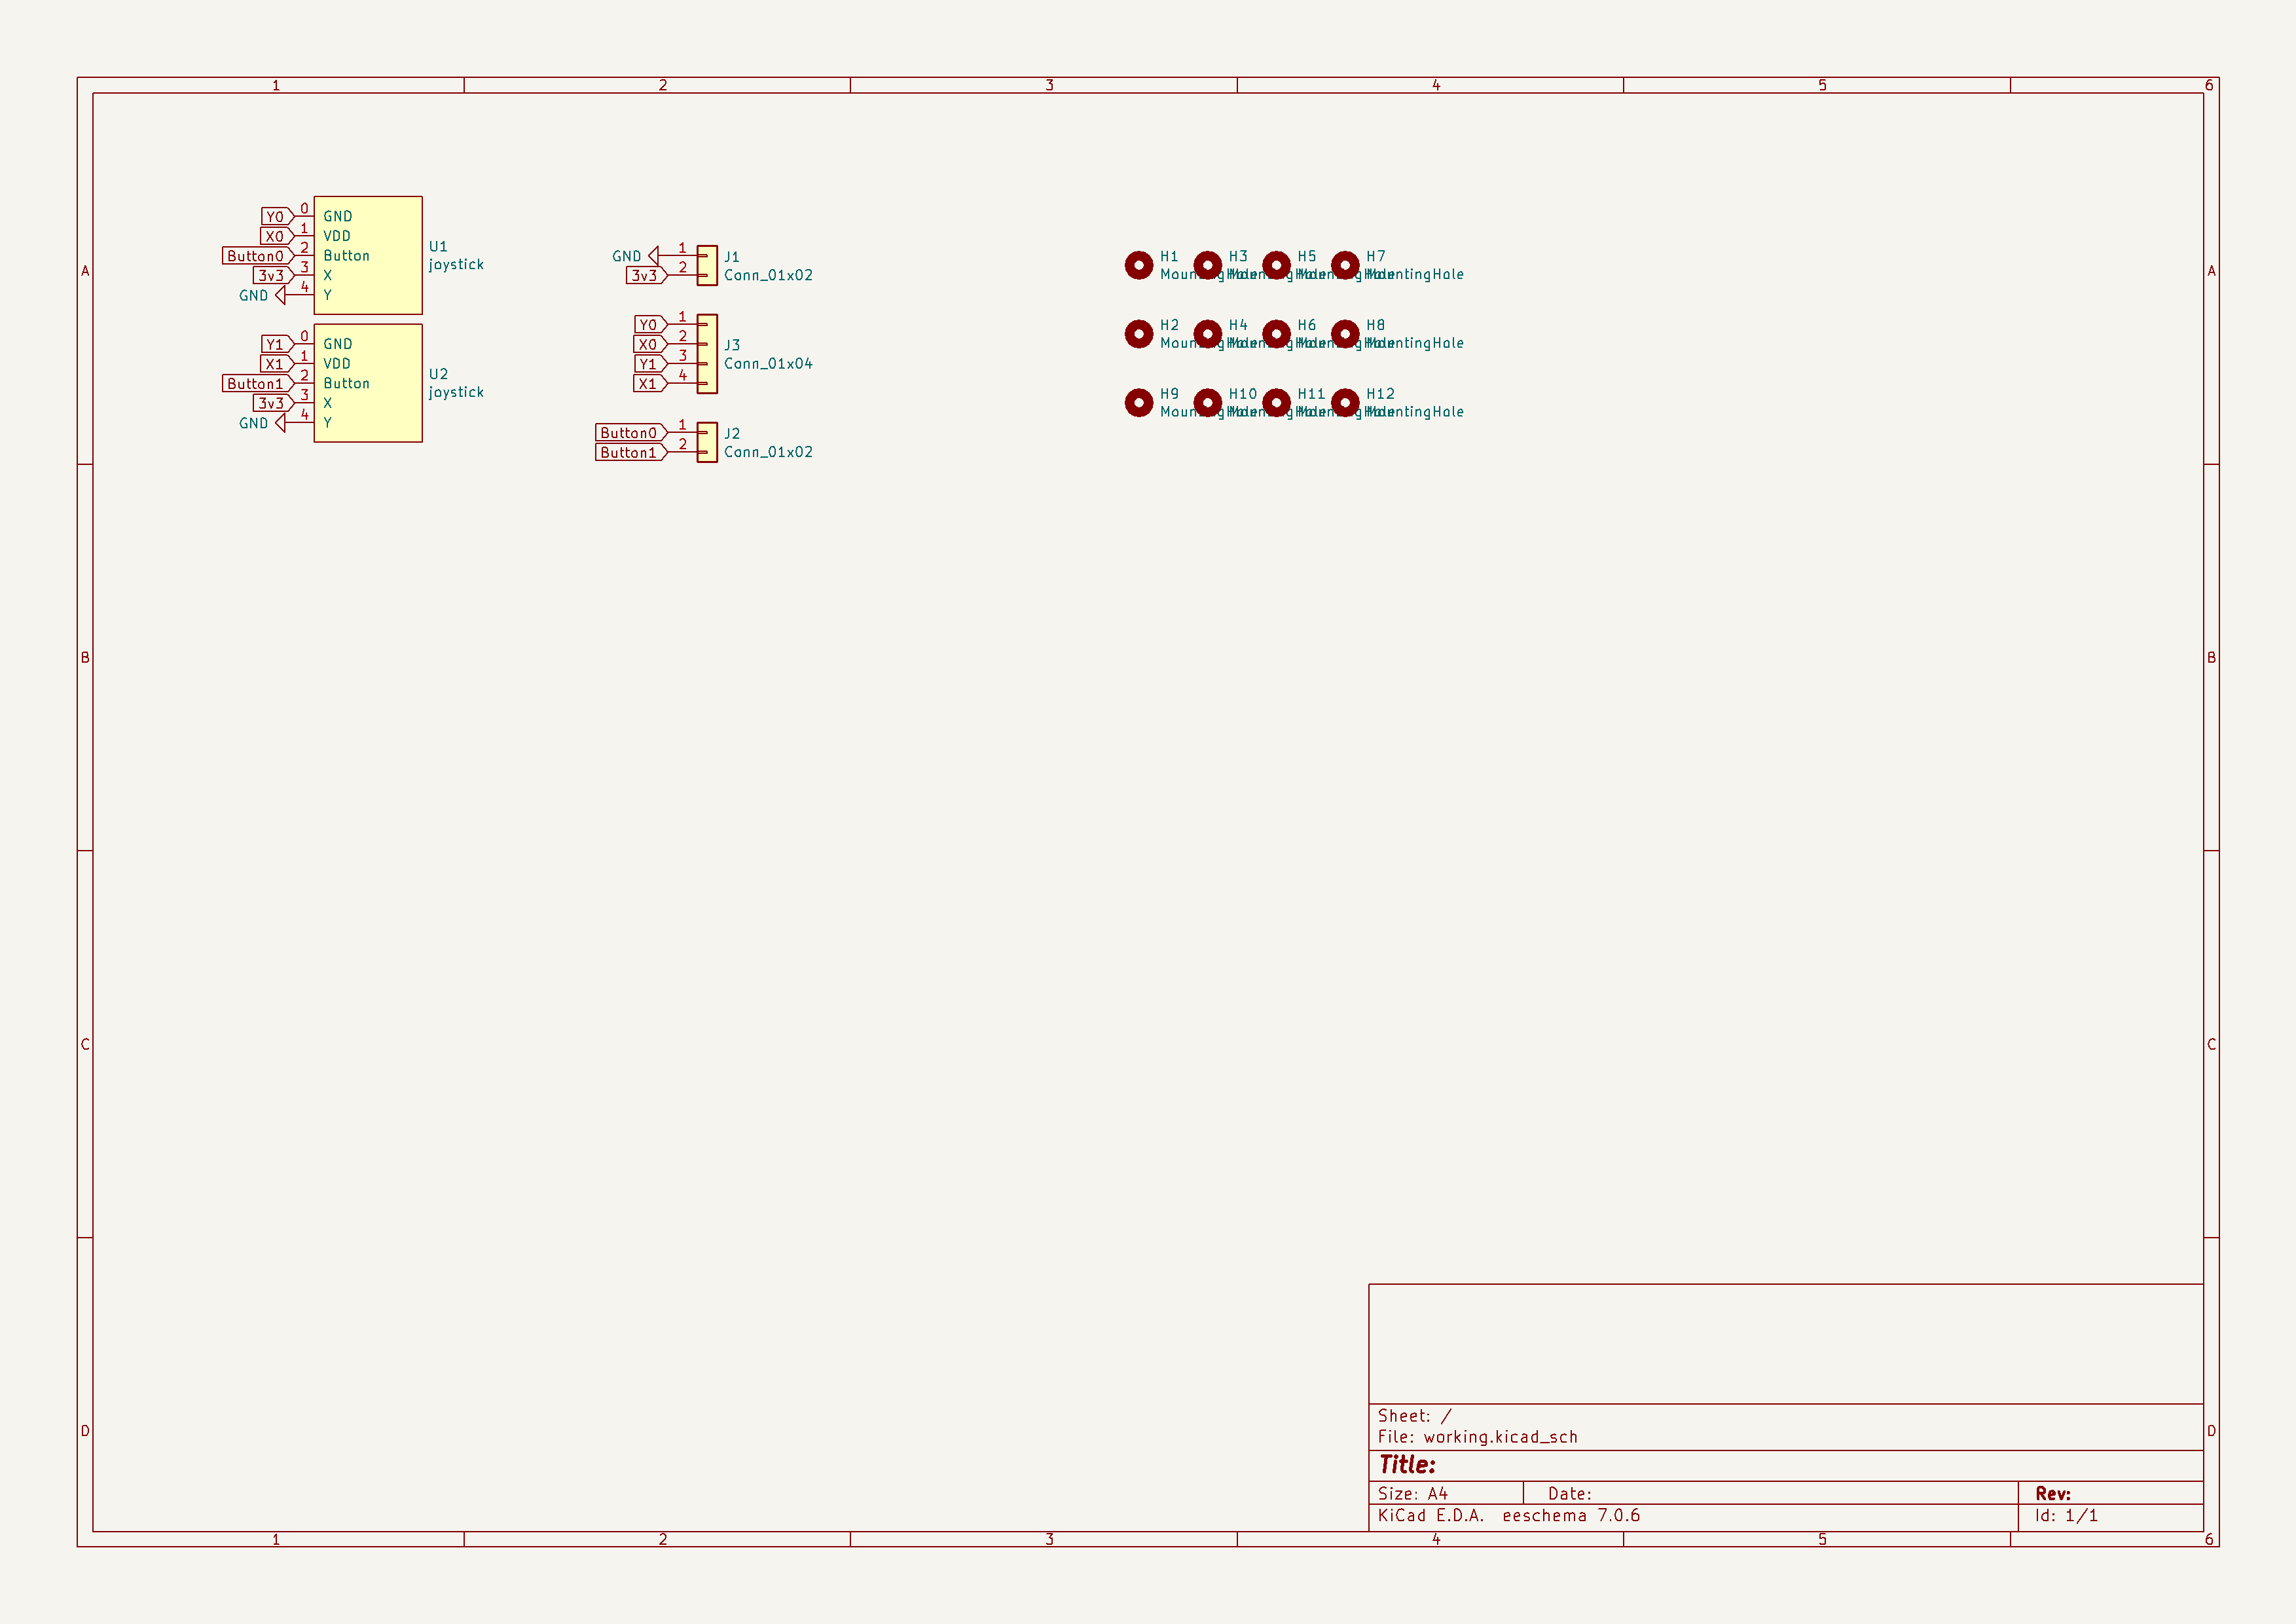 1 2 3 4 5 6
A A
Y0 0 GND
X0 1 VDD
Button0 2 Button
3v3 3 X
GND 4 Y
U1
joystick
Y1 0 GND
X1 1 VDD
Button1 2 Button
3v3 3 X
GND 4 Y
U2
joystick
GND 1
3v3 2
J1
Conn_01x02
Y0 1
X0 2
Y1 3
X1 4
J3
Conn_01x04
Button0 1
Button1 2
J2
Conn_01x02
H1 H3 H5 H7
MountingHole MountingHole MountingHole MountingHole
H2 H4 H6 H8
MountingHole MountingHole MountingHole MountingHole
H9 H10 H11 H12
MountingHole MountingHole MountingHole MountingHole
B B
C C
D D
Sheet: /
File: working.kicad_sch
Title:
Size: A4 Date: Rev:
KiCad E.D.A. eeschema 7.0.6 Id: 1/1
1 2 3 4 5 6